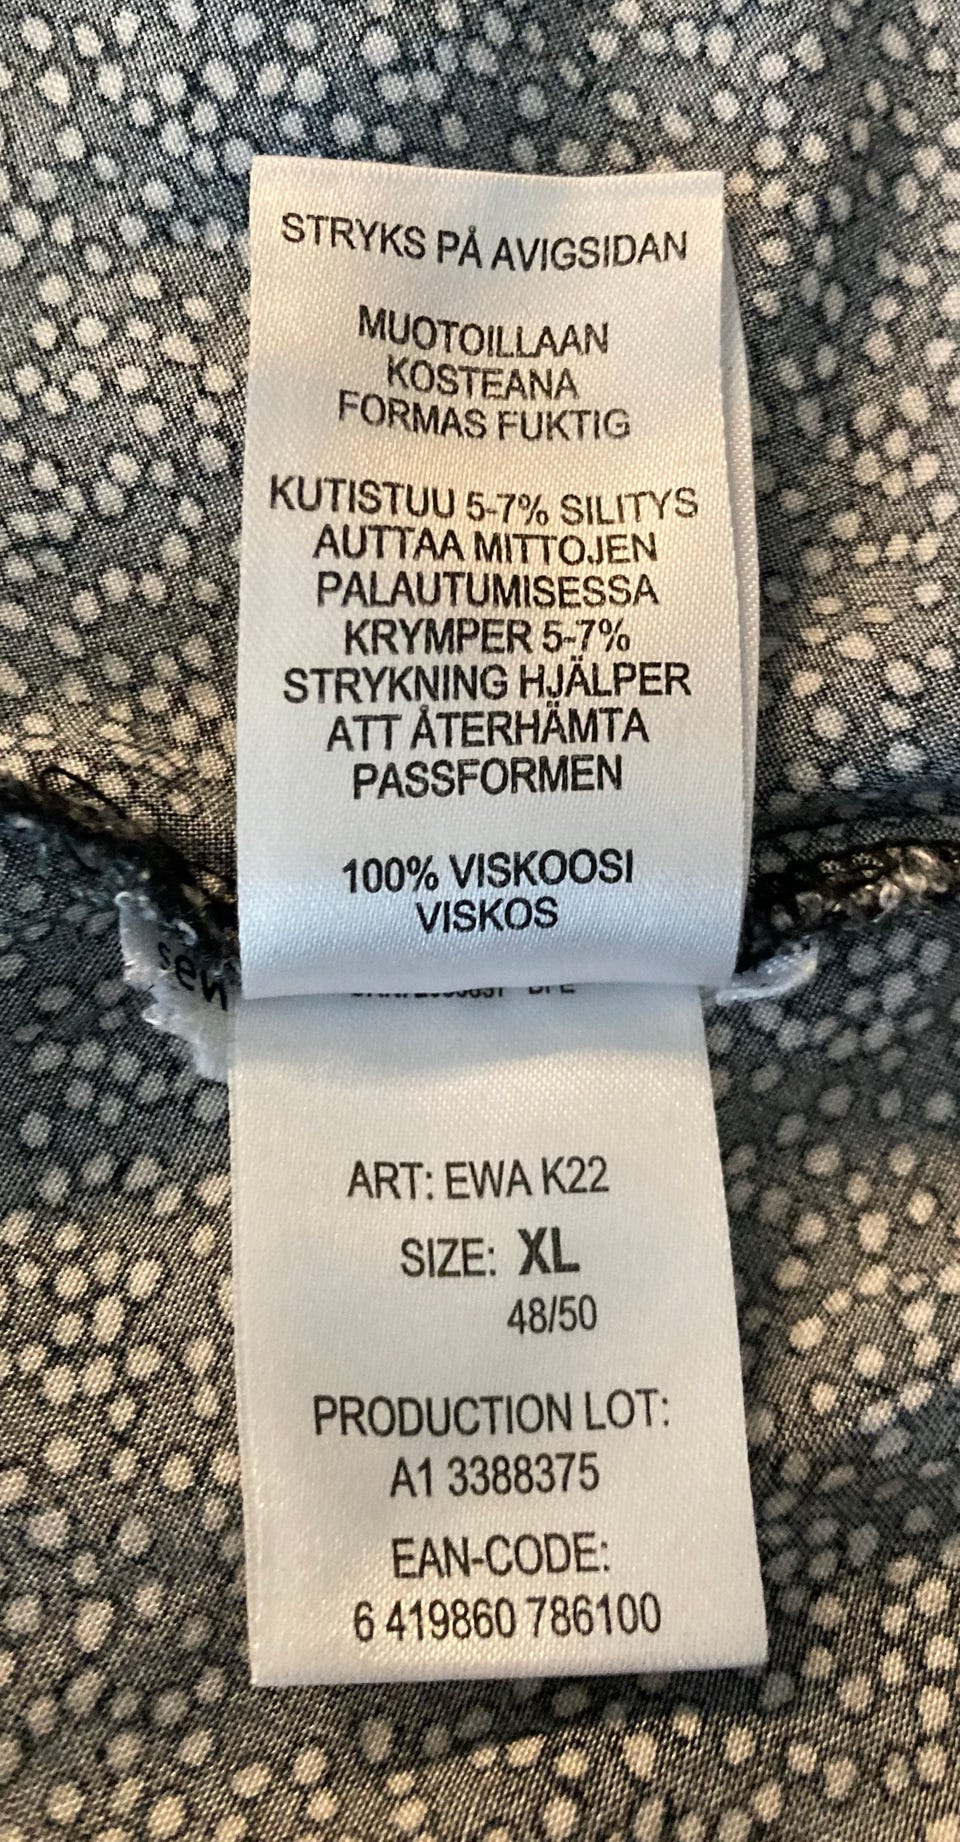 STRYKS PÅ AVIGSIDAN
MUOTOILLAAN
KOSTEANA
FORMAS FUKTIG
KUTISTUU 5-7% SILITYS
AUTTAA MITTOJEN
PALAUTUMISESSA
KRYMPER 5-7%
STRYKNING HJÄLPER
ATT ÅTERHÄMTA
PASSFORMEN
100% VISKOOSI
VISKOS
ART: EWA K22
SIZE: XL
48/50
PRODUCTION LOT:
A1 3388375
EAN-CODE:
6 419860 786100